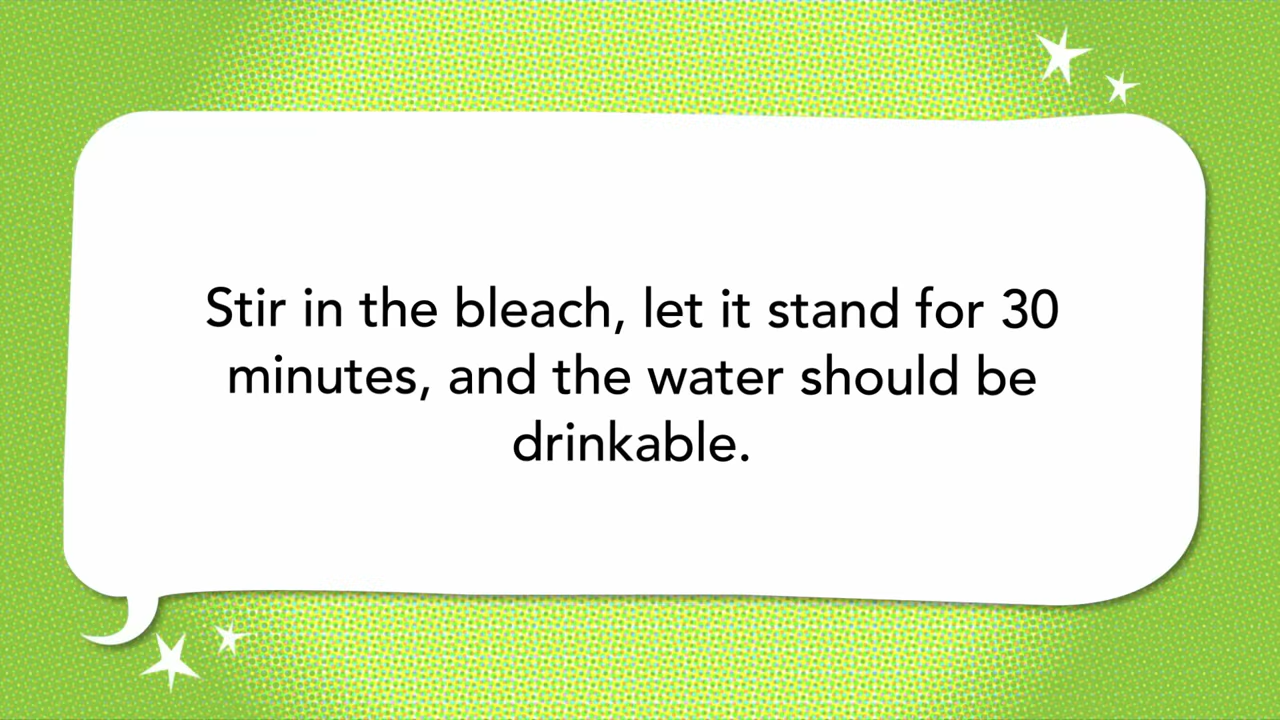 Stir in the bleach, let it stand for 30
minutes, and the water should be
drinkable.